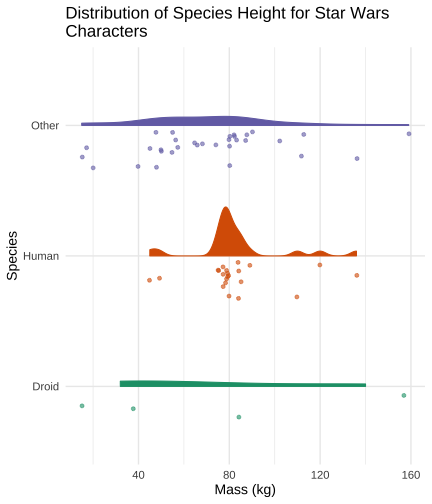 Distribution of Species Height for Star Wars
Characters
Species
Other
Human
Droid
40 80 120 160
Mass (kg)